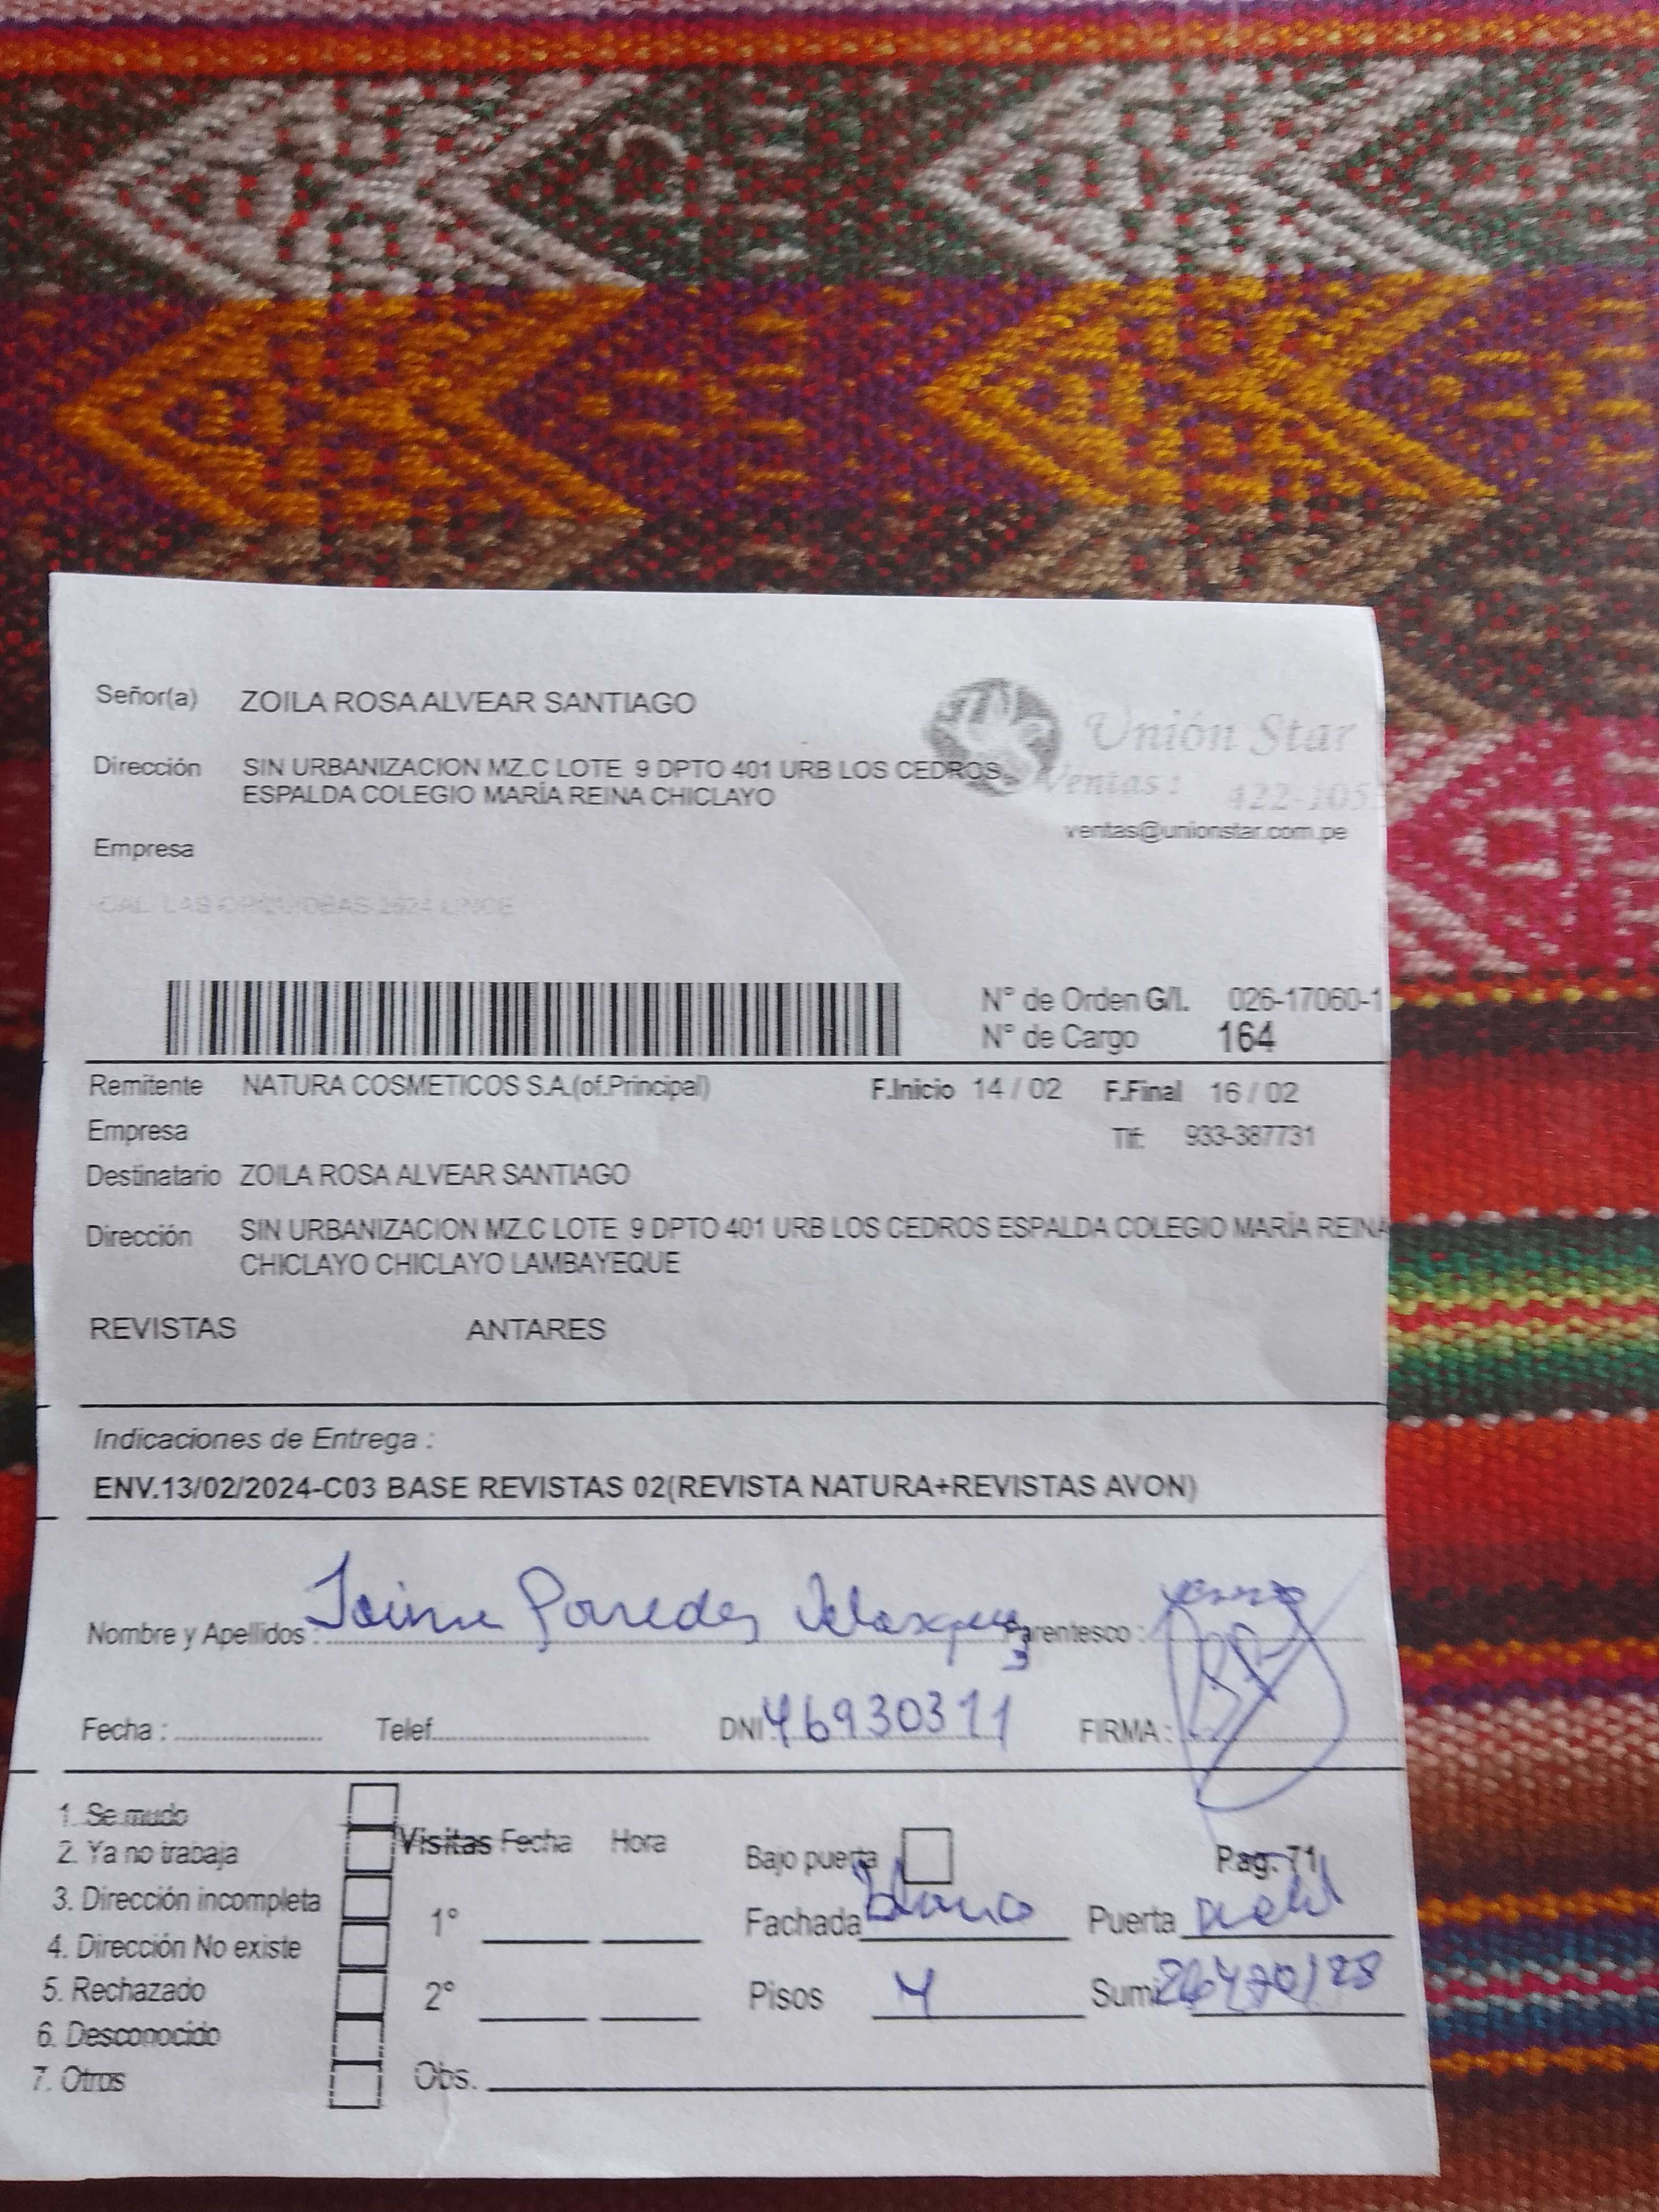 Señor(a) ZOILA ROSA ALVEAR SANTIAGO
Unión Star
Dirección SIN URBANIZACION MZ.C LOTE 9 DPTO 401 URB LOS CEDROS
ESPALDA COLEGIO MARÍA REINA CHICLAYO
Ventas : 422-105
ventas@unionstar.com.pe
Empresa
N° de Orden G/I. 026-17060-1
N° de Cargo 164
Remitente NATURA COSMETICOS S.A.(of.Principal) F.Inicio 14 / 02 F.Final 16 / 02
Empresa Tlf: 933-387731
Destinatario ZOILA ROSA ALVEAR SANTIAGO
Dirección SIN URBANIZACION MZ.C LOTE 9 DPTO 401 URB LOS CEDROS ESPALDA COLEGIO MARÍA REINA
CHICLAYO CHICLAYO LAMBAYEQUE
REVISTAS ANTARES
Indicaciones de Entrega :
ENV.13/02/2024-C03 BASE REVISTAS 02(REVISTA NATURA+REVISTAS AVON)
Nombre y Apellidos : Jaime Paredes Velasquez Parentesco :
Fecha : Telef. DNI 46930311 FIRMA :
1. Se mudo
2. Ya no trabaja
3. Dirección incompleta
4. Dirección No existe
5. Rechazado
6. Desconocido
7. Otros
Visitas Fecha Hora
1°
2°
Obs.
Bajo puerta Pag. 71
Fachada blanco Puerta
Pisos 4 Sumi